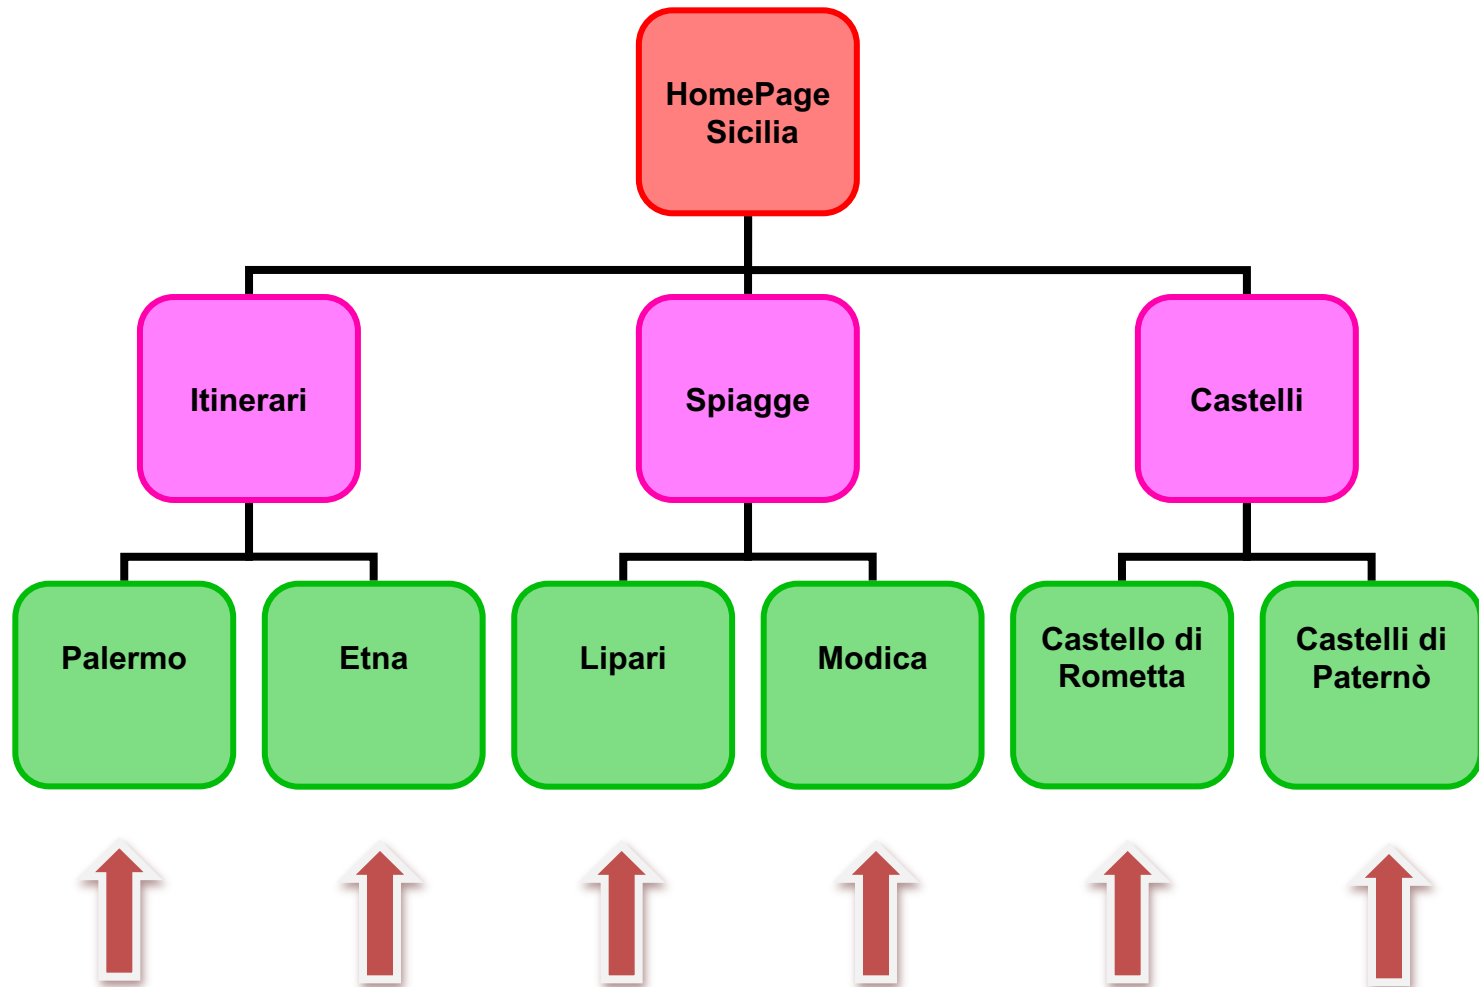 HomePage
Sicilia
Itinerari
Spiagge
Castelli
Palermo
Etna
Lipari
Modica
Castello di
Rometta
Castelli di
Paternò